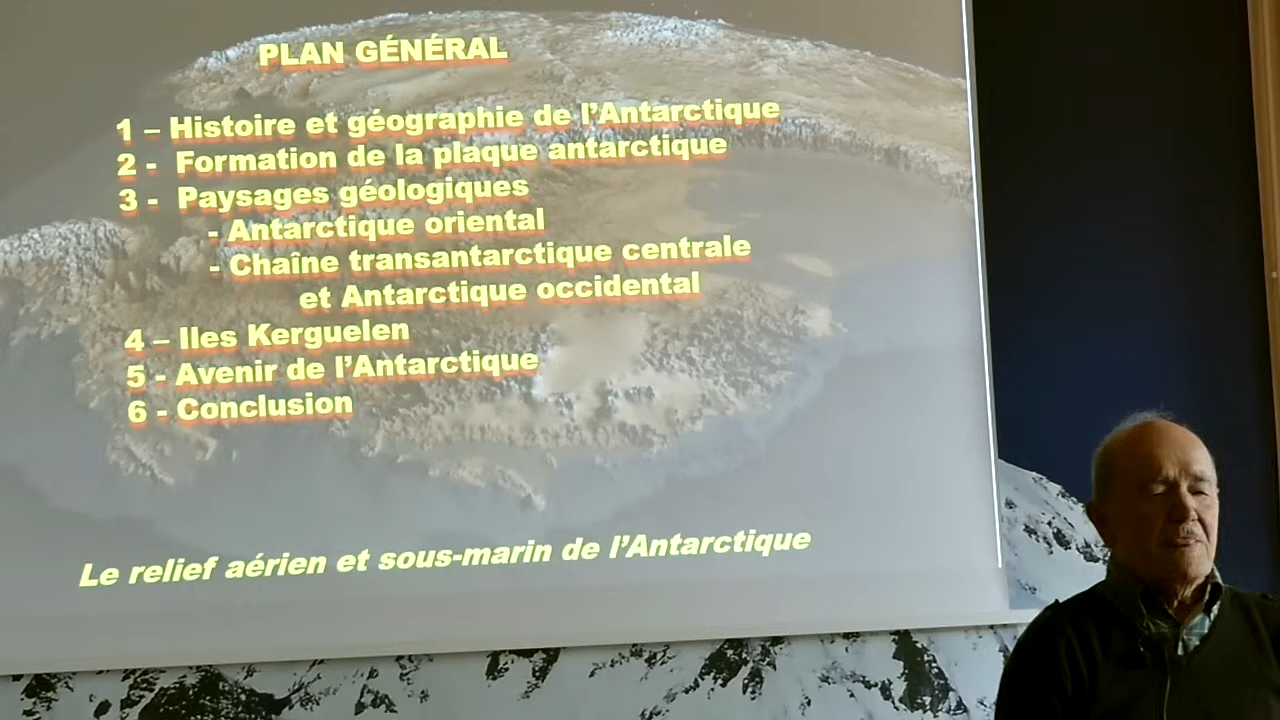 PLAN GÉNÉRAL
1 – Histoire et géographie de l'Antarctique
2 - Formation de la plaque antarctique
3 - Paysages géologiques
- Antarctique oriental
- Chaîne transantarctique centrale
et Antarctique occidental
4 – Iles Kerguelen
5 - Avenir de l'Antarctique
6 - Conclusion
Le relief aérien et sous-marin de l'Antarctique